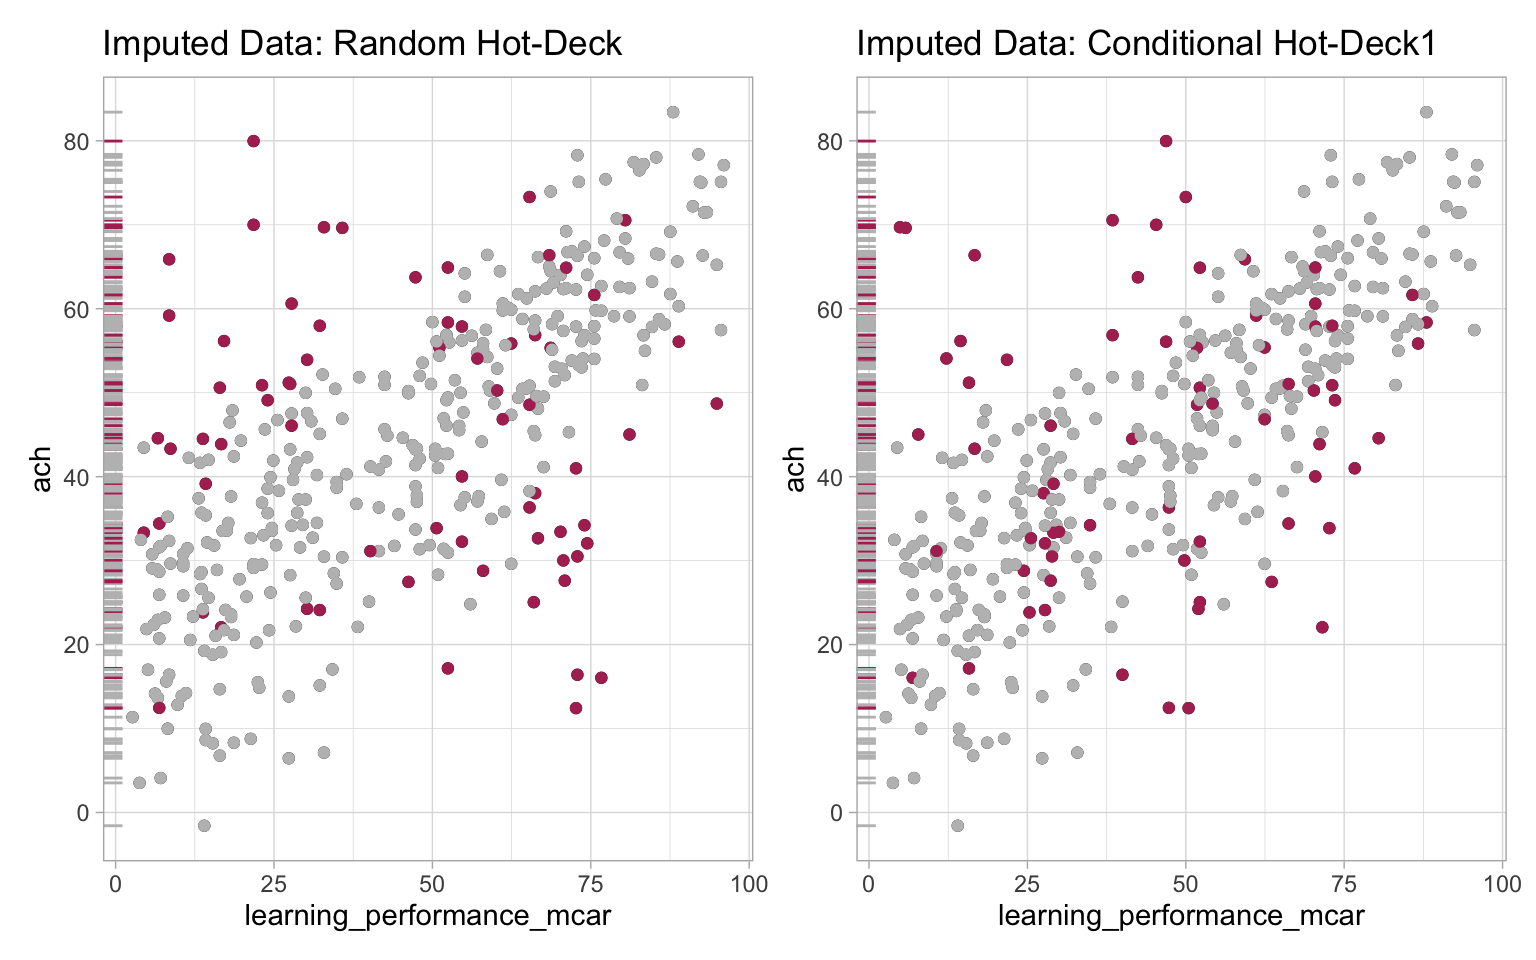 Imputed Data: Random Hot-Deck
80
60
40
20
0
ach
0 25 50 75 100
learning_performance_mcar
Imputed Data: Conditional Hot-Deck1
80
60
40
20
0
ach
0 25 50 75 100
learning_performance_mcar